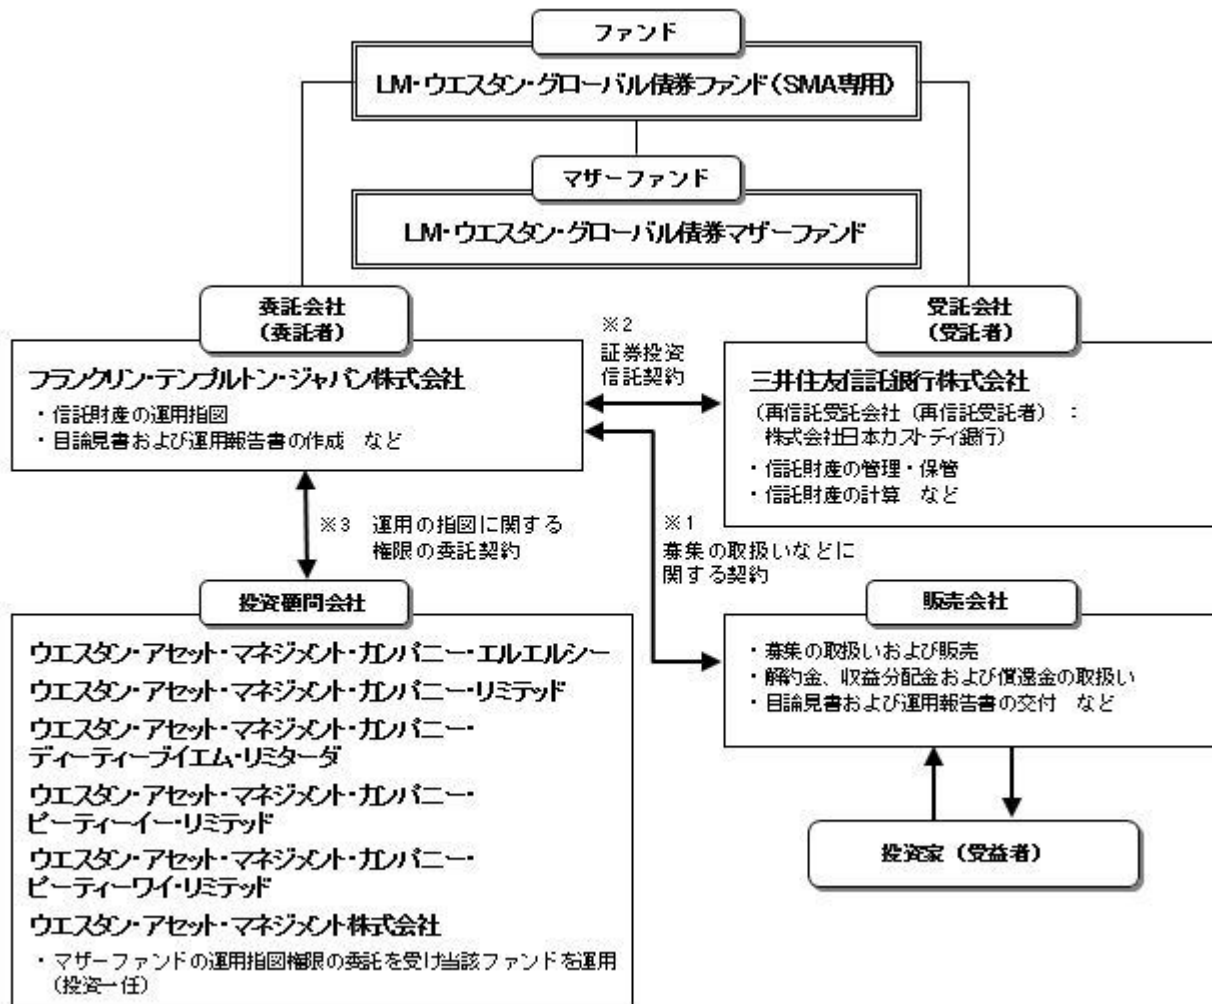 ファンド
LM・ウエスタン・グローバル債券ファンド(SMA専用)
マザーファンド
LM・ウエスタン・グローバル債券マザーファンド
委託会社
(委託者)
フランクリン・テンプルトン・ジャパン株式会社
・信託財産の運用指図
・目論見書および運用報告書の作成 など
※2
証券投資
信託契約
受託会社
(受託者)
三井住友信託銀行株式会社
(再信託受託会社(再信託受託者) :
株式会社日本カストディ銀行)
・信託財産の管理・保管
・信託財産の計算 など
※3 運用の指図に関する
権限の委託契約
※1
募集の取扱いなどに
関する契約
投資顧問会社
ウエスタン・アセット・マネジメント・カンパニー・エルエルシー
ウエスタン・アセット・マネジメント・カンパニー・リミテッド
ウエスタン・アセット・マネジメント・カンパニー・
ディーティーブイエム・リミターダ
ウエスタン・アセット・マネジメント・カンパニー・
ピーティーイー・リミテッド
ウエスタン・アセット・マネジメント・カンパニー・
ピーティーワイ・リミテッド
ウエスタン・アセット・マネジメント株式会社
・マザーファンドの運用指図権限の委託を受け当該ファンドを運用
(投資一任)
販売会社
・募集の取扱いおよび販売
・解約金、収益分配金および償還金の取扱い
・目論見書および運用報告書の交付 など
投資家(受益者)